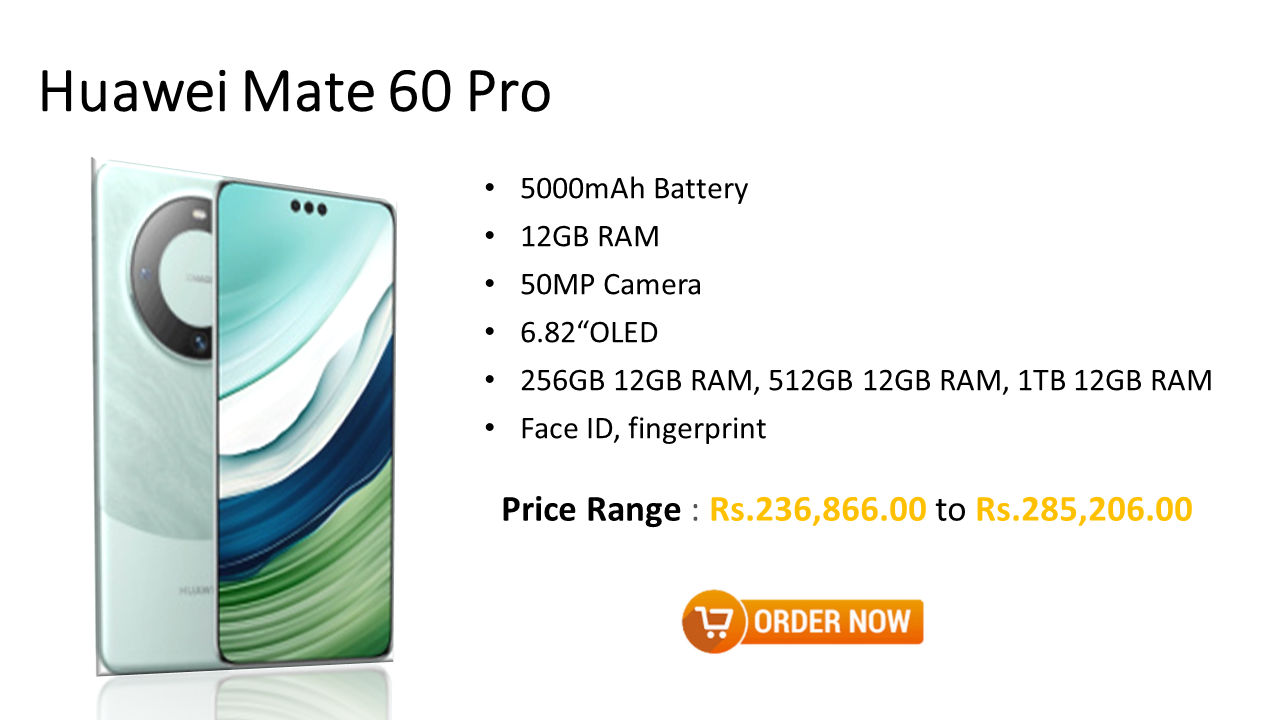 Huawei Mate 60 Pro
• 5000mAh Battery
• 12GB RAM
• 50MP Camera
• 6.82“OLED
• 256GB 12GB RAM, 512GB 12GB RAM, 1TB 12GB RAM
• Face ID, fingerprint
Price Range : Rs.236,866.00 to Rs.285,206.00
ORDER NOW